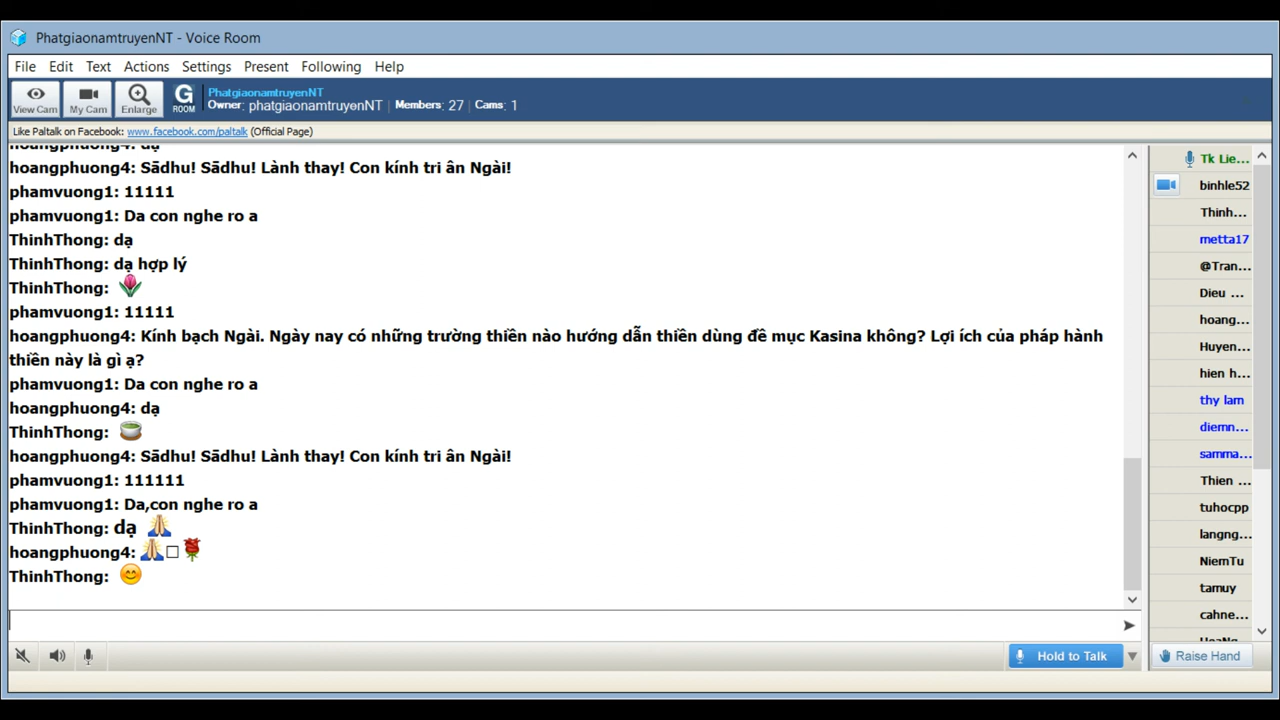 PhatgiaonamtruyenNT - Voice Room
File Edit Text Actions Settings Present Following Help
View Cam My Cam Enlarge G ROOM
PhatgiaonamtruyenNT
Owner: phatgiaonamtruyenNT Members: 27 Cams: 1
Like Paltalk on Facebook: www.facebook.com/paltalk (Official Page)
hoangphuong4: dạ
hoangphuong4: Sādhu! Sādhu! Lành thay! Con kính tri ân Ngài!
phamvuong1: 11111
phamvuong1: Da con nghe ro a
ThinhThong: dạ
ThinhThong: dạ hợp lý
ThinhThong:
phamvuong1: 11111
hoangphuong4: Kính bạch Ngài. Ngày nay có những trường thiền nào hướng dẫn thiền dùng đề mục Kasina không? Lợi ích của pháp hành
thiền này là gì ạ?
phamvuong1: Da con nghe ro a
hoangphuong4: dạ
ThinhThong:
hoangphuong4: Sādhu! Sādhu! Lành thay! Con kính tri ân Ngài!
phamvuong1: 111111
phamvuong1: Da,con nghe ro a
ThinhThong: dạ
hoangphuong4:
ThinhThong:
Tk Lie...
binhle52
Thinh...
metta17
@Tran...
Dieu ...
hoang...
Huyen...
hien h...
thy lam
diemn...
samma...
Thien ...
tuhocpp
langng...
NiemTu
tamuy
cahne...
Hold to Talk
Raise Hand